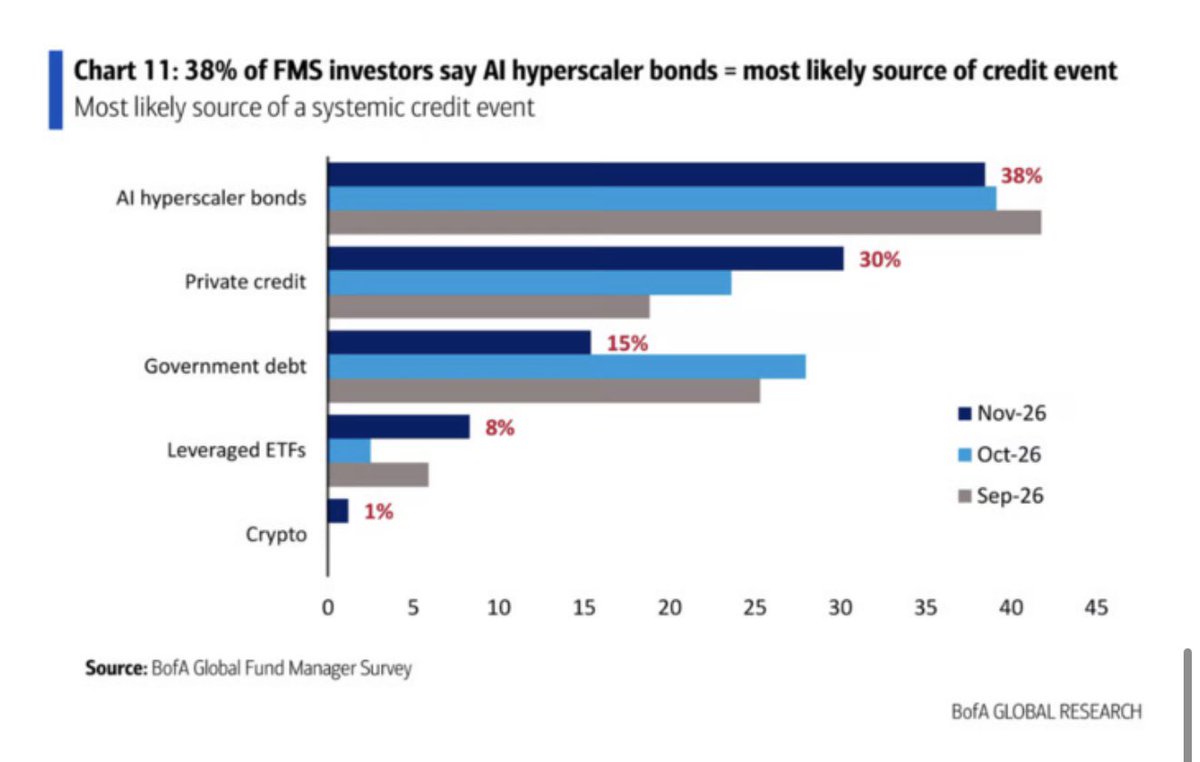 Chart 11: 38% of FMS investors say AI hyperscaler bonds = most likely source of credit event
Most likely source of a systemic credit event
AI hyperscaler bonds
38%
Private credit
30%
Government debt
15%
Leveraged ETFs
8%
Crypto
1%
Nov-26
Oct-26
Sep-26
0 5 10 15 20 25 30 35 40 45
Source: BofA Global Fund Manager Survey
BofA GLOBAL RESEARCH